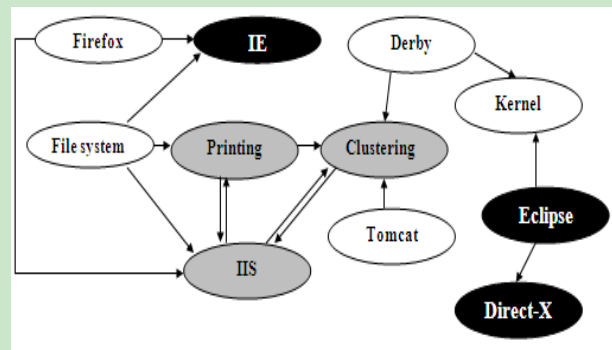 Firefox
IE
Derby
Kernel
File system
Printing
Clustering
Eclipse
Tomcat
IIS
Direct-X